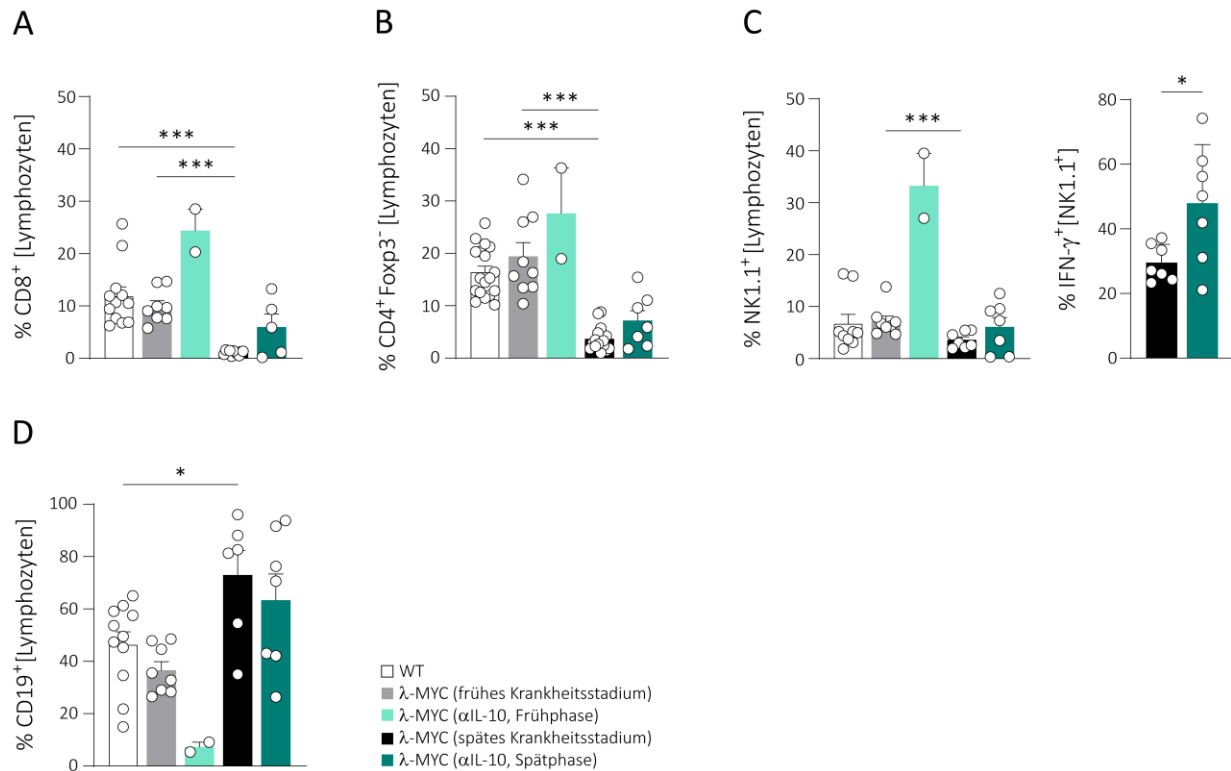 A
B
C
% CD8⁺ [Lymphozyten]
50
40
30
20
10
0
***
***
% CD4⁺Foxp3⁻ [Lymphozyten]
50
40
30
20
10
0
***
***
% NK1.1⁺ [Lymphozyten]
50
40
30
20
10
0
***
% IFN-γ⁺ [NK1.1⁺]
80
60
40
20
0
*
D
% CD19⁺ [Lymphozyten]
100
80
60
40
20
0
*
WT
λ-MYC (frühes Krankheitsstadium)
λ-MYC (αIL-10, Frühphase)
λ-MYC (spätes Krankheitsstadium)
λ-MYC (αIL-10, Spätphase)